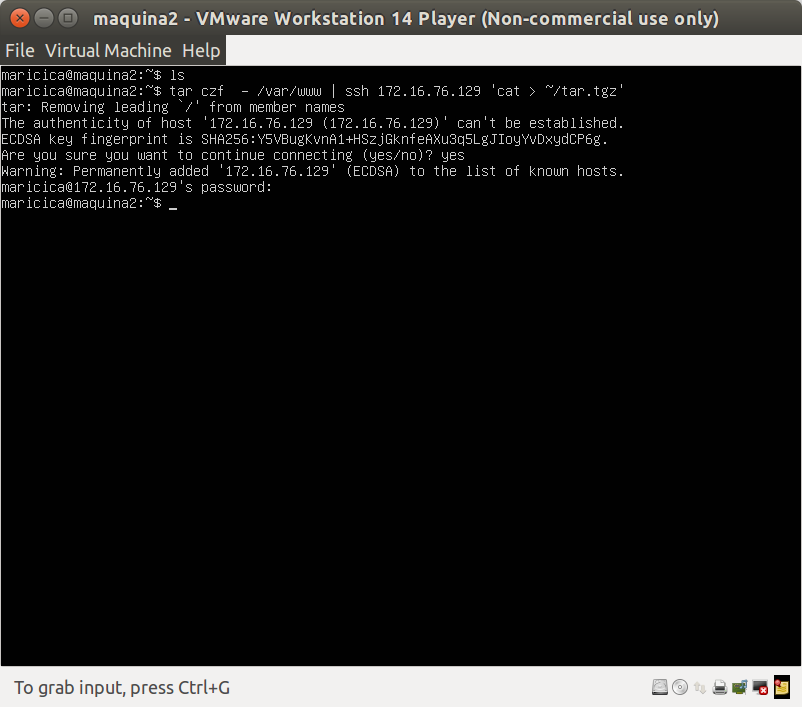 maquina2 - VMware Workstation 14 Player (Non-commercial use only)
File Virtual Machine Help
maricica@maquina2:~$ ls
maricica@maquina2:~$ tar czf  - /var/www | ssh 172.16.76.129 'cat > ~/tar.tgz'
tar: Removing leading `/' from member names
The authenticity of host '172.16.76.129 (172.16.76.129)' can't be established.
ECDSA key fingerprint is SHA256:Y5VBugKvnA1+HSzjGknfeAXu3q5LgJIoyYvDxydCP6g.
Are you sure you want to continue connecting (yes/no)? yes
Warning: Permanently added '172.16.76.129' (ECDSA) to the list of known hosts.
maricica@172.16.76.129's password:
maricica@maquina2:~$ _
To grab input, press Ctrl+G